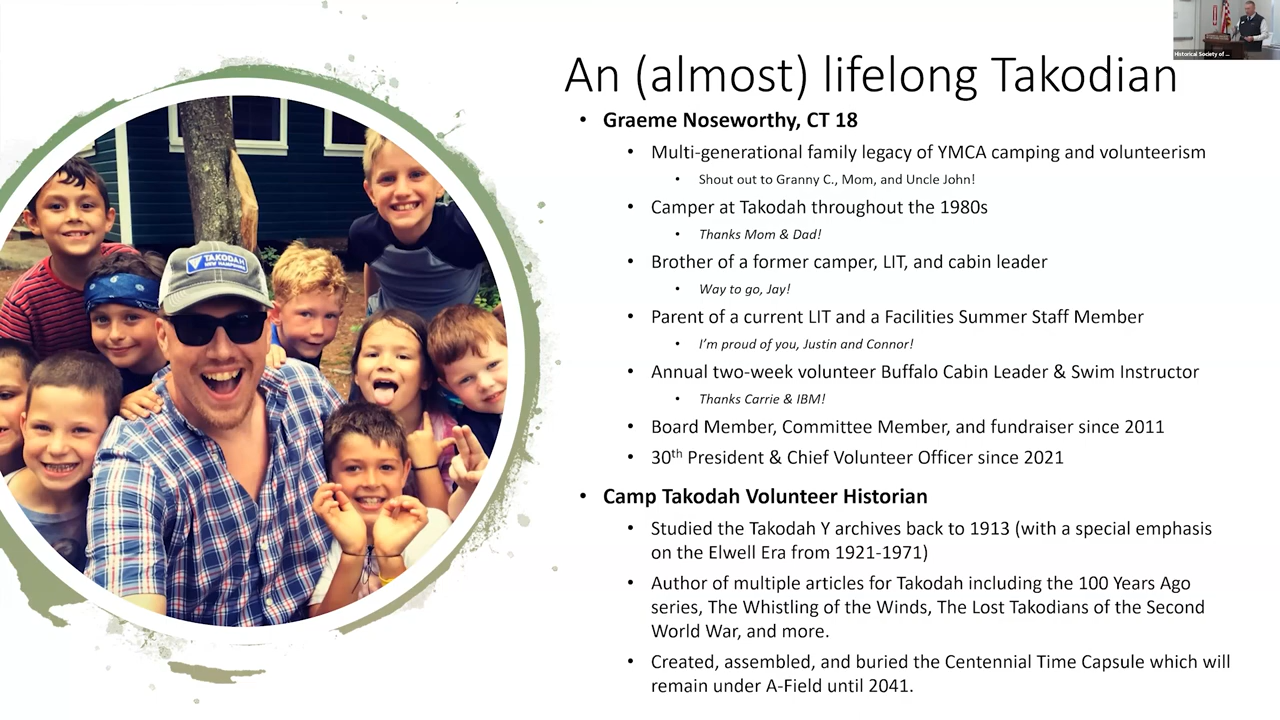 Historical Society of ...
An (almost) lifelong Takodian
• Graeme Noseworthy, CT 18
• Multi-generational family legacy of YMCA camping and volunteerism
• Shout out to Granny C., Mom, and Uncle John!
• Camper at Takodah throughout the 1980s
• Thanks Mom & Dad!
• Brother of a former camper, LIT, and cabin leader
• Way to go, Jay!
• Parent of a current LIT and a Facilities Summer Staff Member
• I'm proud of you, Justin and Connor!
• Annual two-week volunteer Buffalo Cabin Leader & Swim Instructor
• Thanks Carrie & IBM!
• Board Member, Committee Member, and fundraiser since 2011
• 30th President & Chief Volunteer Officer since 2021
• Camp Takodah Volunteer Historian
• Studied the Takodah Y archives back to 1913 (with a special emphasis
on the Elwell Era from 1921-1971)
• Author of multiple articles for Takodah including the 100 Years Ago
series, The Whistling of the Winds, The Lost Takodians of the Second
World War, and more.
• Created, assembled, and buried the Centennial Time Capsule which will
remain under A-Field until 2041.
TAKODAH
NEW HAMPSHIRE